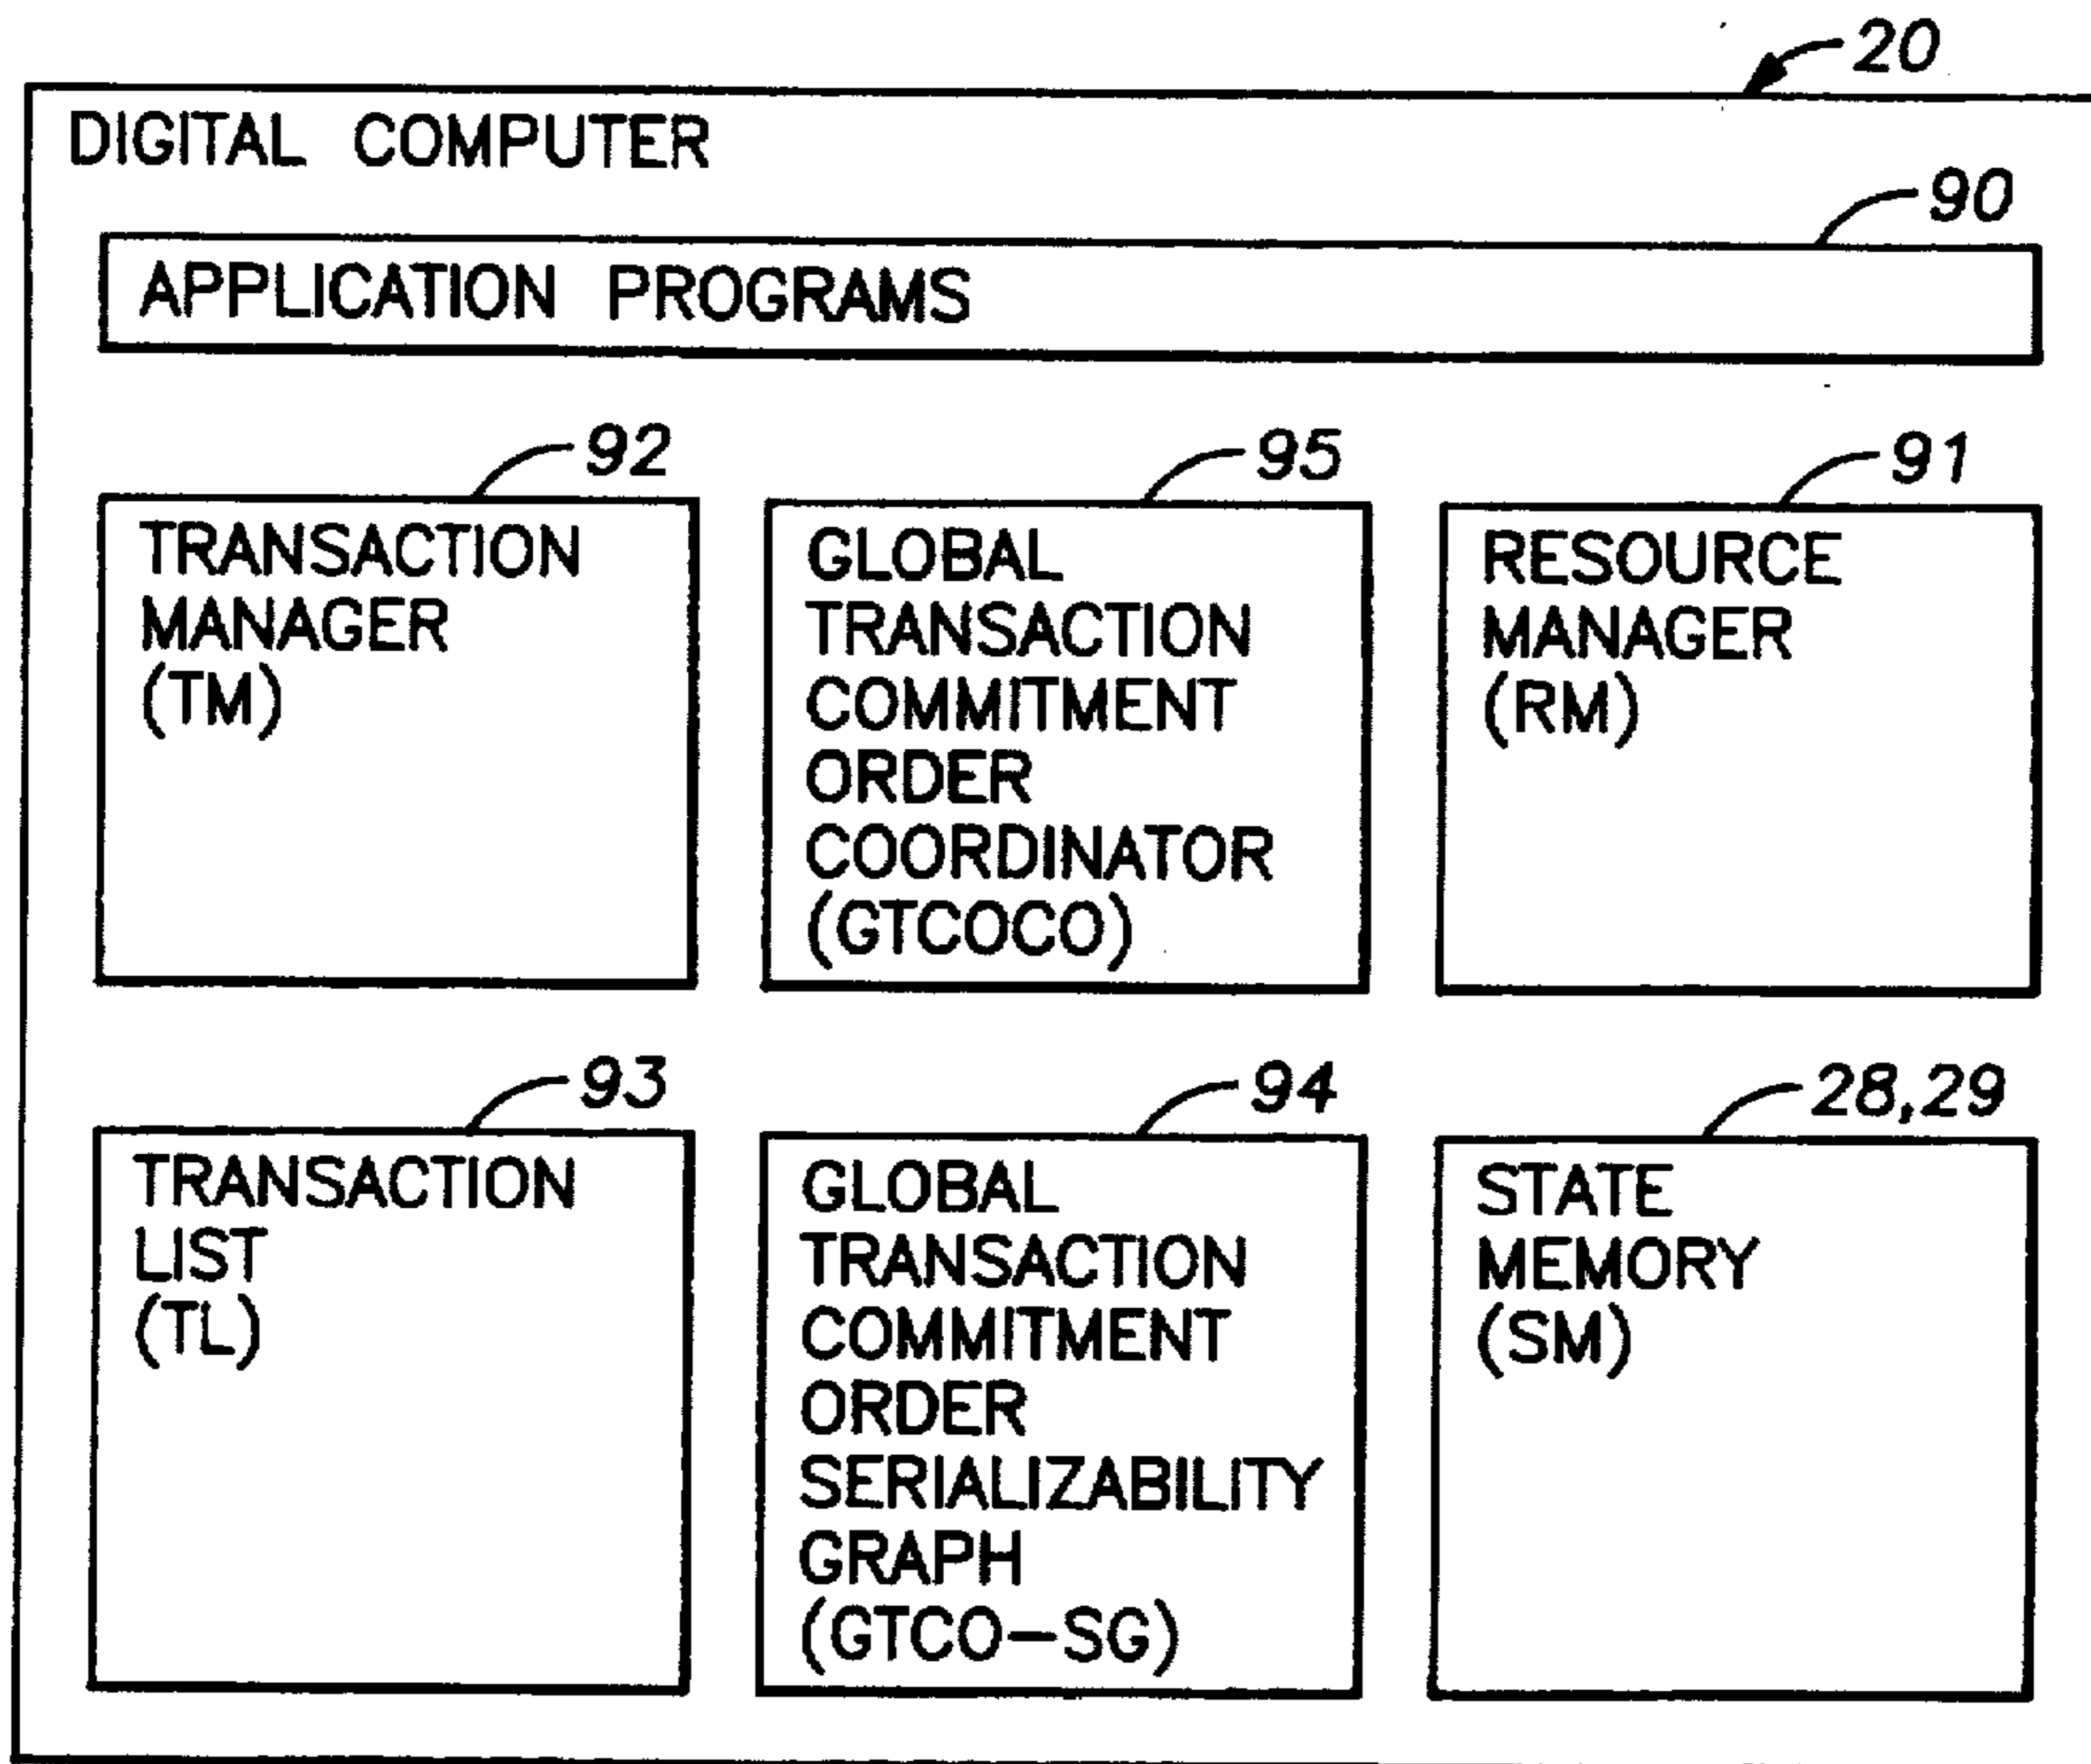 20
DIGITAL COMPUTER
90
APPLICATION PROGRAMS
92
TRANSACTION
MANAGER
(TM)
95
GLOBAL
TRANSACTION
COMMITMENT
ORDER
COORDINATOR
(GTCOCO)
91
RESOURCE
MANAGER
(RM)
93
TRANSACTION
LIST
(TL)
94
GLOBAL
TRANSACTION
COMMITMENT
ORDER
SERIALIZABILITY
GRAPH
(GTCO-SG)
28,29
STATE
MEMORY
(SM)